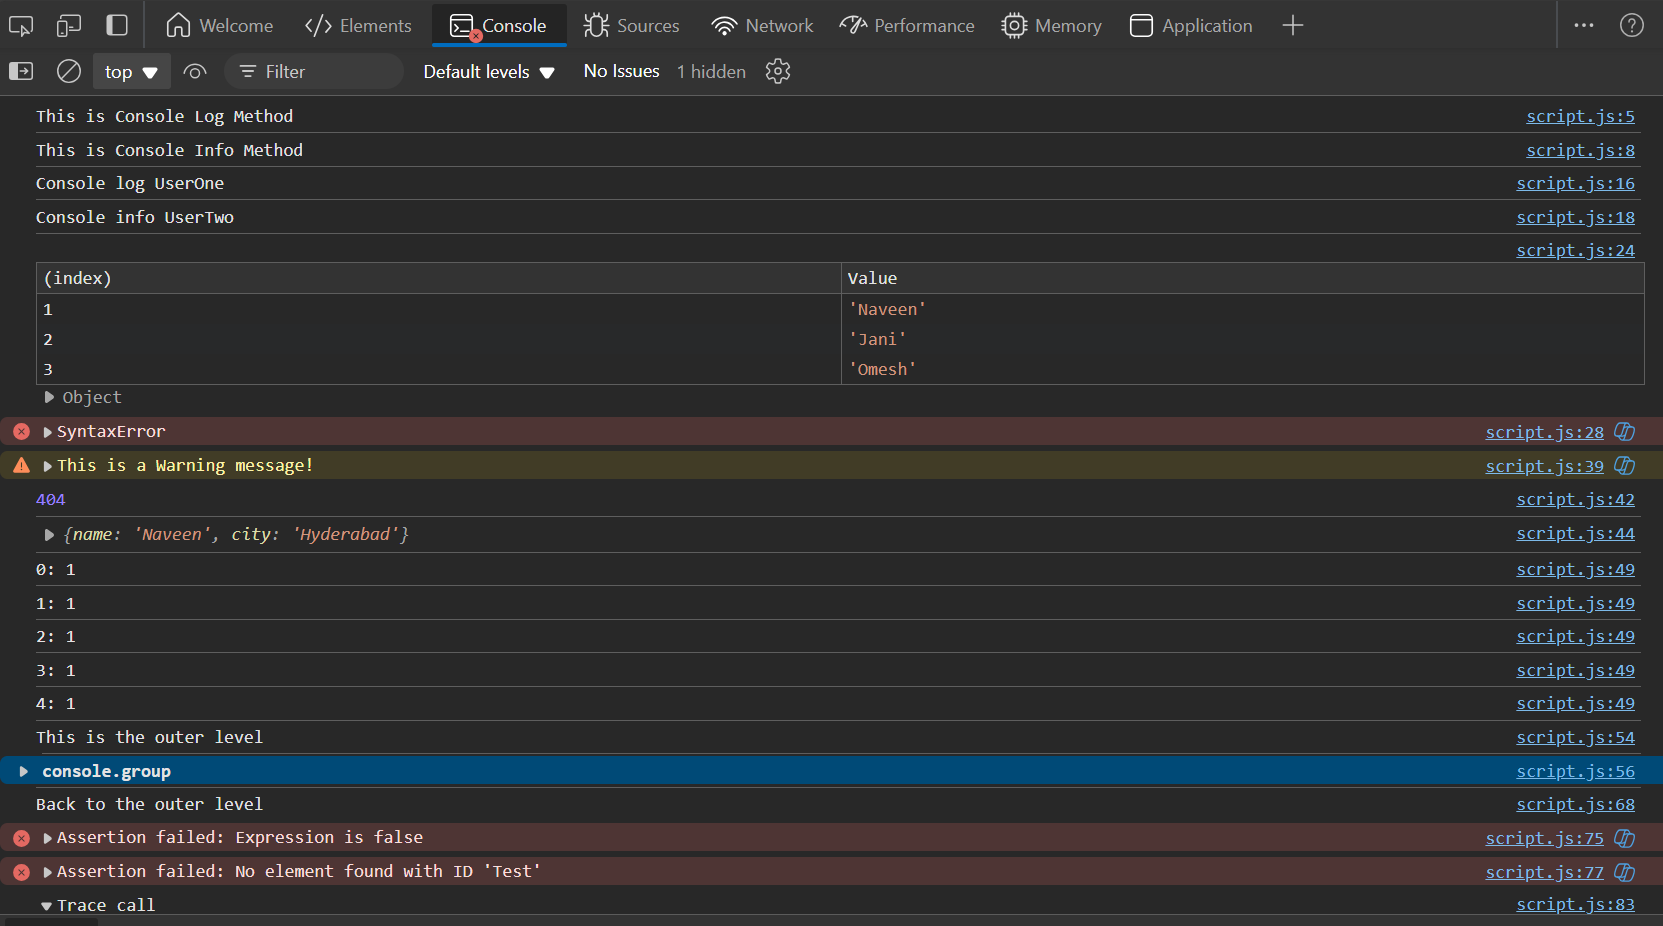 Welcome Elements Console Sources Network Performance Memory Application
top Filter Default levels No Issues 1 hidden
This is Console Log Method script.js:5
This is Console Info Method script.js:8
Console log UserOne script.js:16
Console info UserTwo script.js:18
script.js:24
(index) Value
1 'Naveen'
2 'Jani'
3 'Omesh'
Object
SyntaxError script.js:28
This is a Warning message! script.js:39
404 script.js:42
{name: 'Naveen', city: 'Hyderabad'} script.js:44
0: 1 script.js:49
1: 1 script.js:49
2: 1 script.js:49
3: 1 script.js:49
4: 1 script.js:49
This is the outer level script.js:54
console.group script.js:56
Back to the outer level script.js:68
Assertion failed: Expression is false script.js:75
Assertion failed: No element found with ID 'Test' script.js:77
Trace call script.js:83